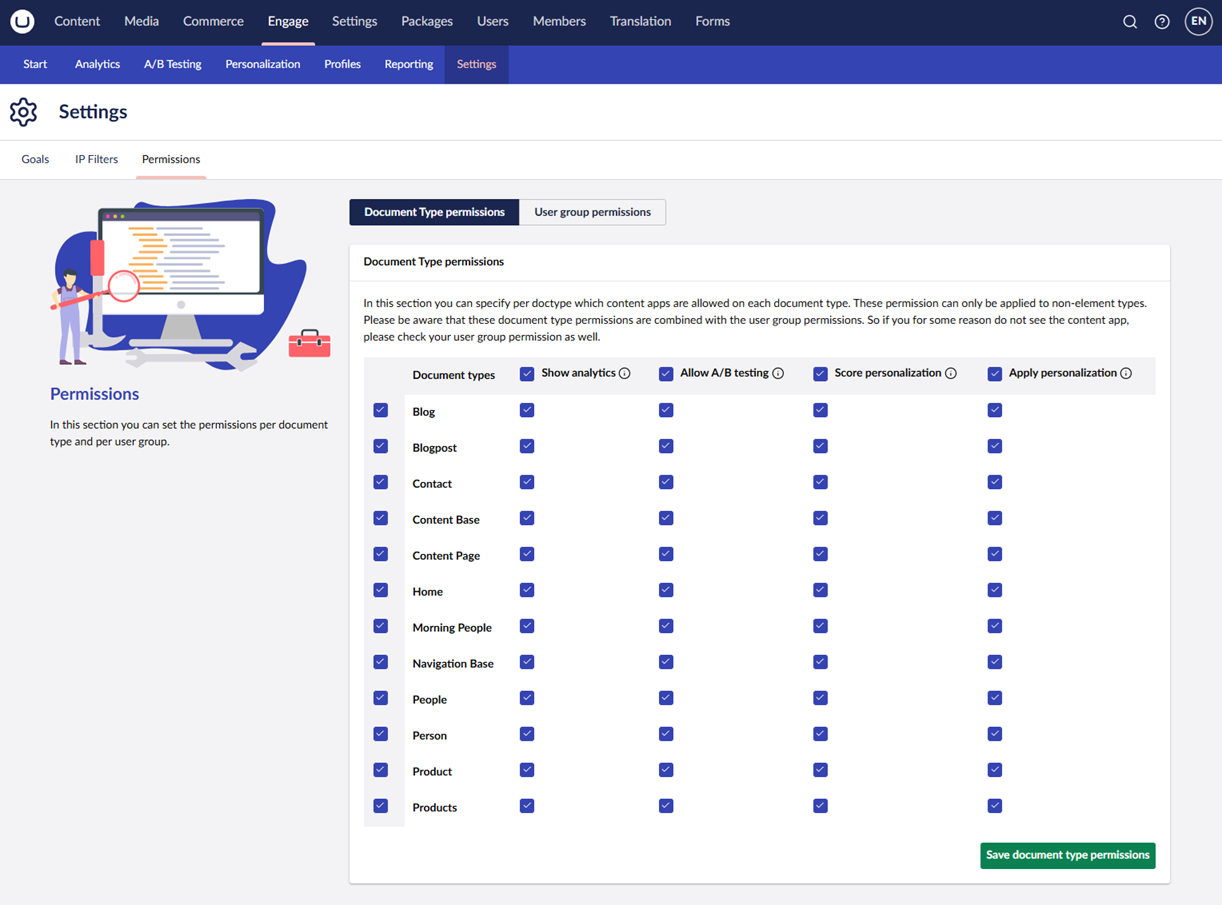 Content Media Commerce Engage Settings Packages Users Members Translation Forms EN
Start Analytics A/B Testing Personalization Profiles Reporting Settings
Settings
Goals IP Filters Permissions
Permissions
In this section you can set the permissions per document
type and per user group.
Document Type permissions User group permissions
Document Type permissions
In this section you can specify per doctype which content apps are allowed on each document type. These permission can only be applied to non-element types.
Please be aware that these document type permissions are combined with the user group permissions. So if you for some reason do not see the content app,
please check your user group permission as well.
Document types Show analytics Allow A/B testing Score personalization Apply personalization
Blog
Blogpost
Contact
Content Base
Content Page
Home
Morning People
Navigation Base
People
Person
Product
Products
Save document type permissions